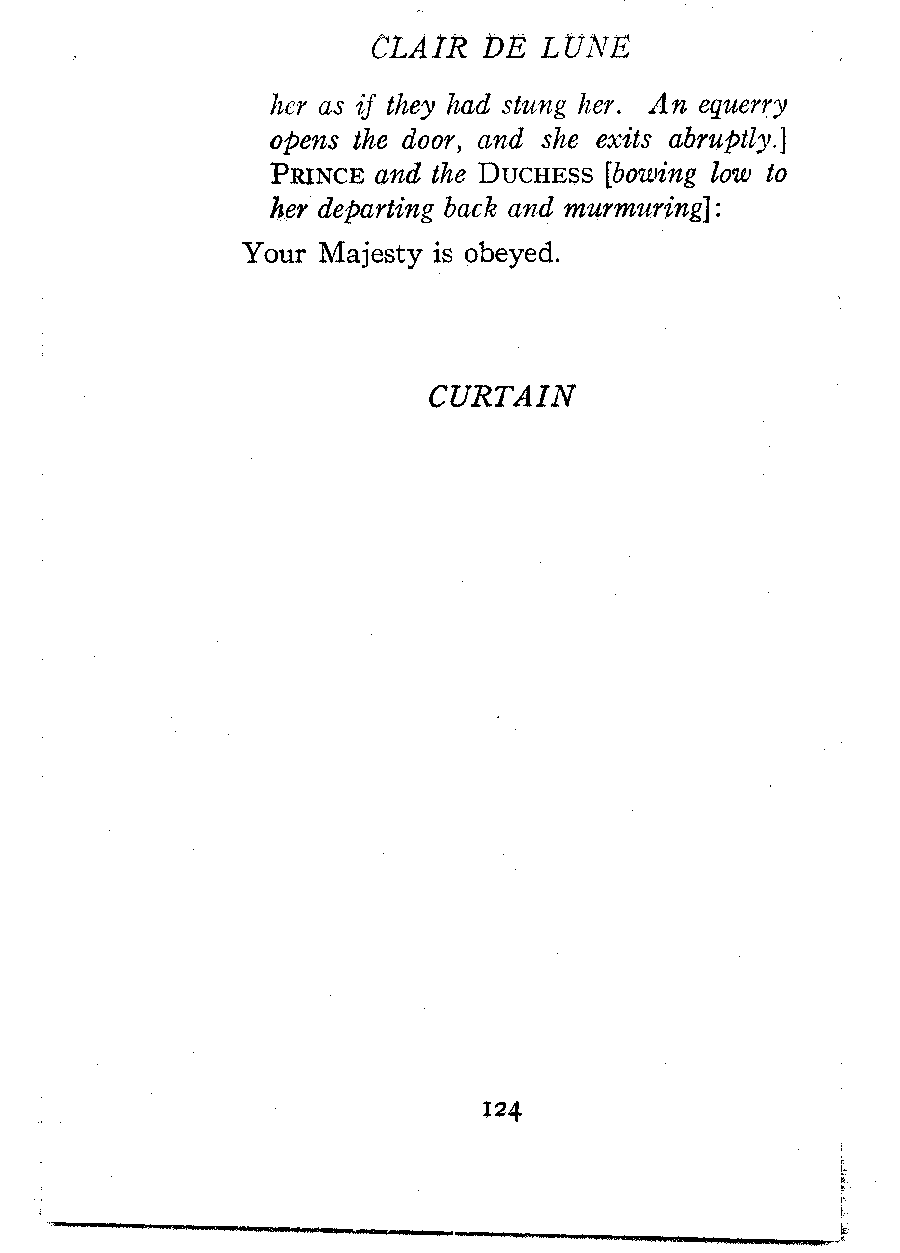 CLAIR DE LUNE
her as if they had stung her. An equerry
opens the door, and she exits abruptly.]
PRINCE and the DUCHESS [bowing low to
her departing back and murmuring]:
Your Majesty is obeyed.
CURTAIN
124